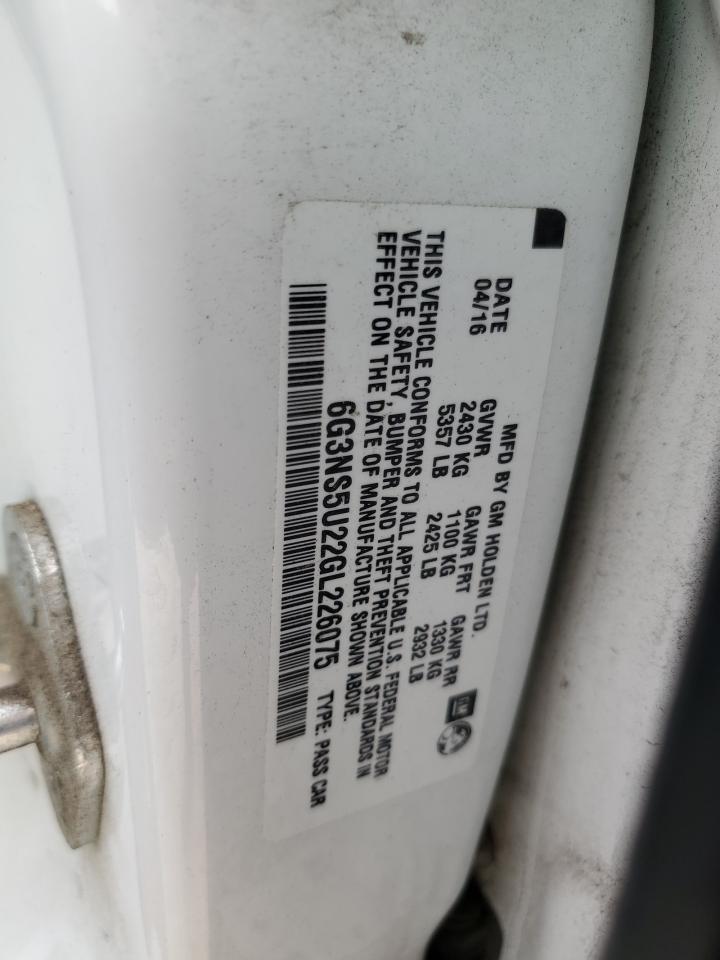 MFD BY GM HOLDEN LTD.
DATE GVWR GAWR FRT GAWR RR
04/16 2430 KG 1100 KG 1330 KG
5357 LB 2425 LB 2932 LB
GM
THIS VEHICLE CONFORMS TO ALL APPLICABLE U.S. FEDERAL MOTOR
VEHICLE SAFETY, BUMPER AND THEFT PREVENTION STANDARDS IN
EFFECT ON THE DATE OF MANUFACTURE SHOWN ABOVE.
6G3NS5U22GL226075 TYPE: PASS CAR